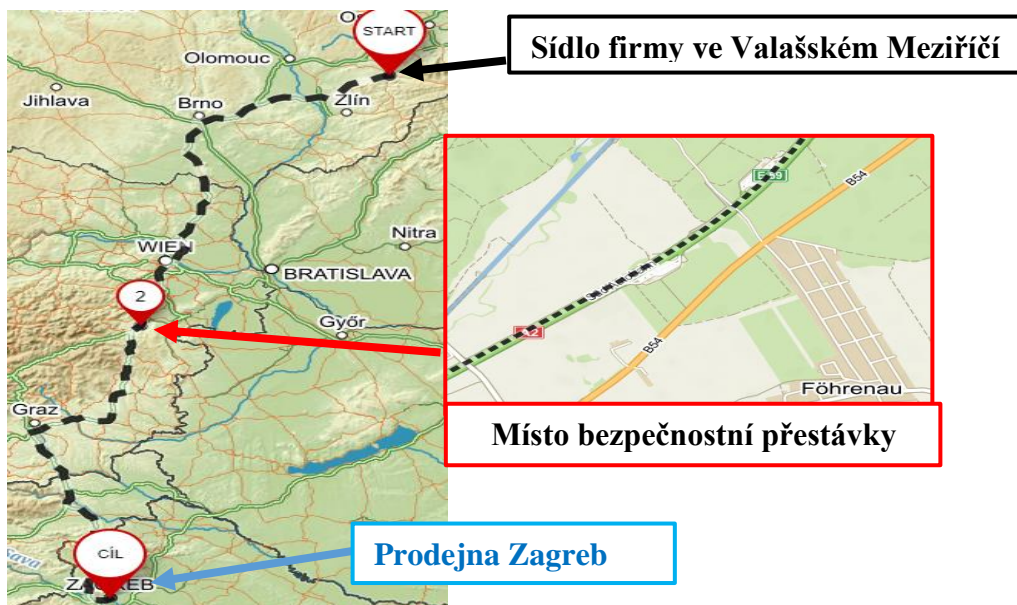 START
Sídlo firmy ve Valašském Meziříčí
Olomouc
Jihlava
Zlín
Brno
E 59
B54
Nitra
WIEN
BRATISLAVA
2
Győr
B54
Föhrenau
Graz
Místo bezpečnostní přestávky
CÍL
Prodejna Zagreb